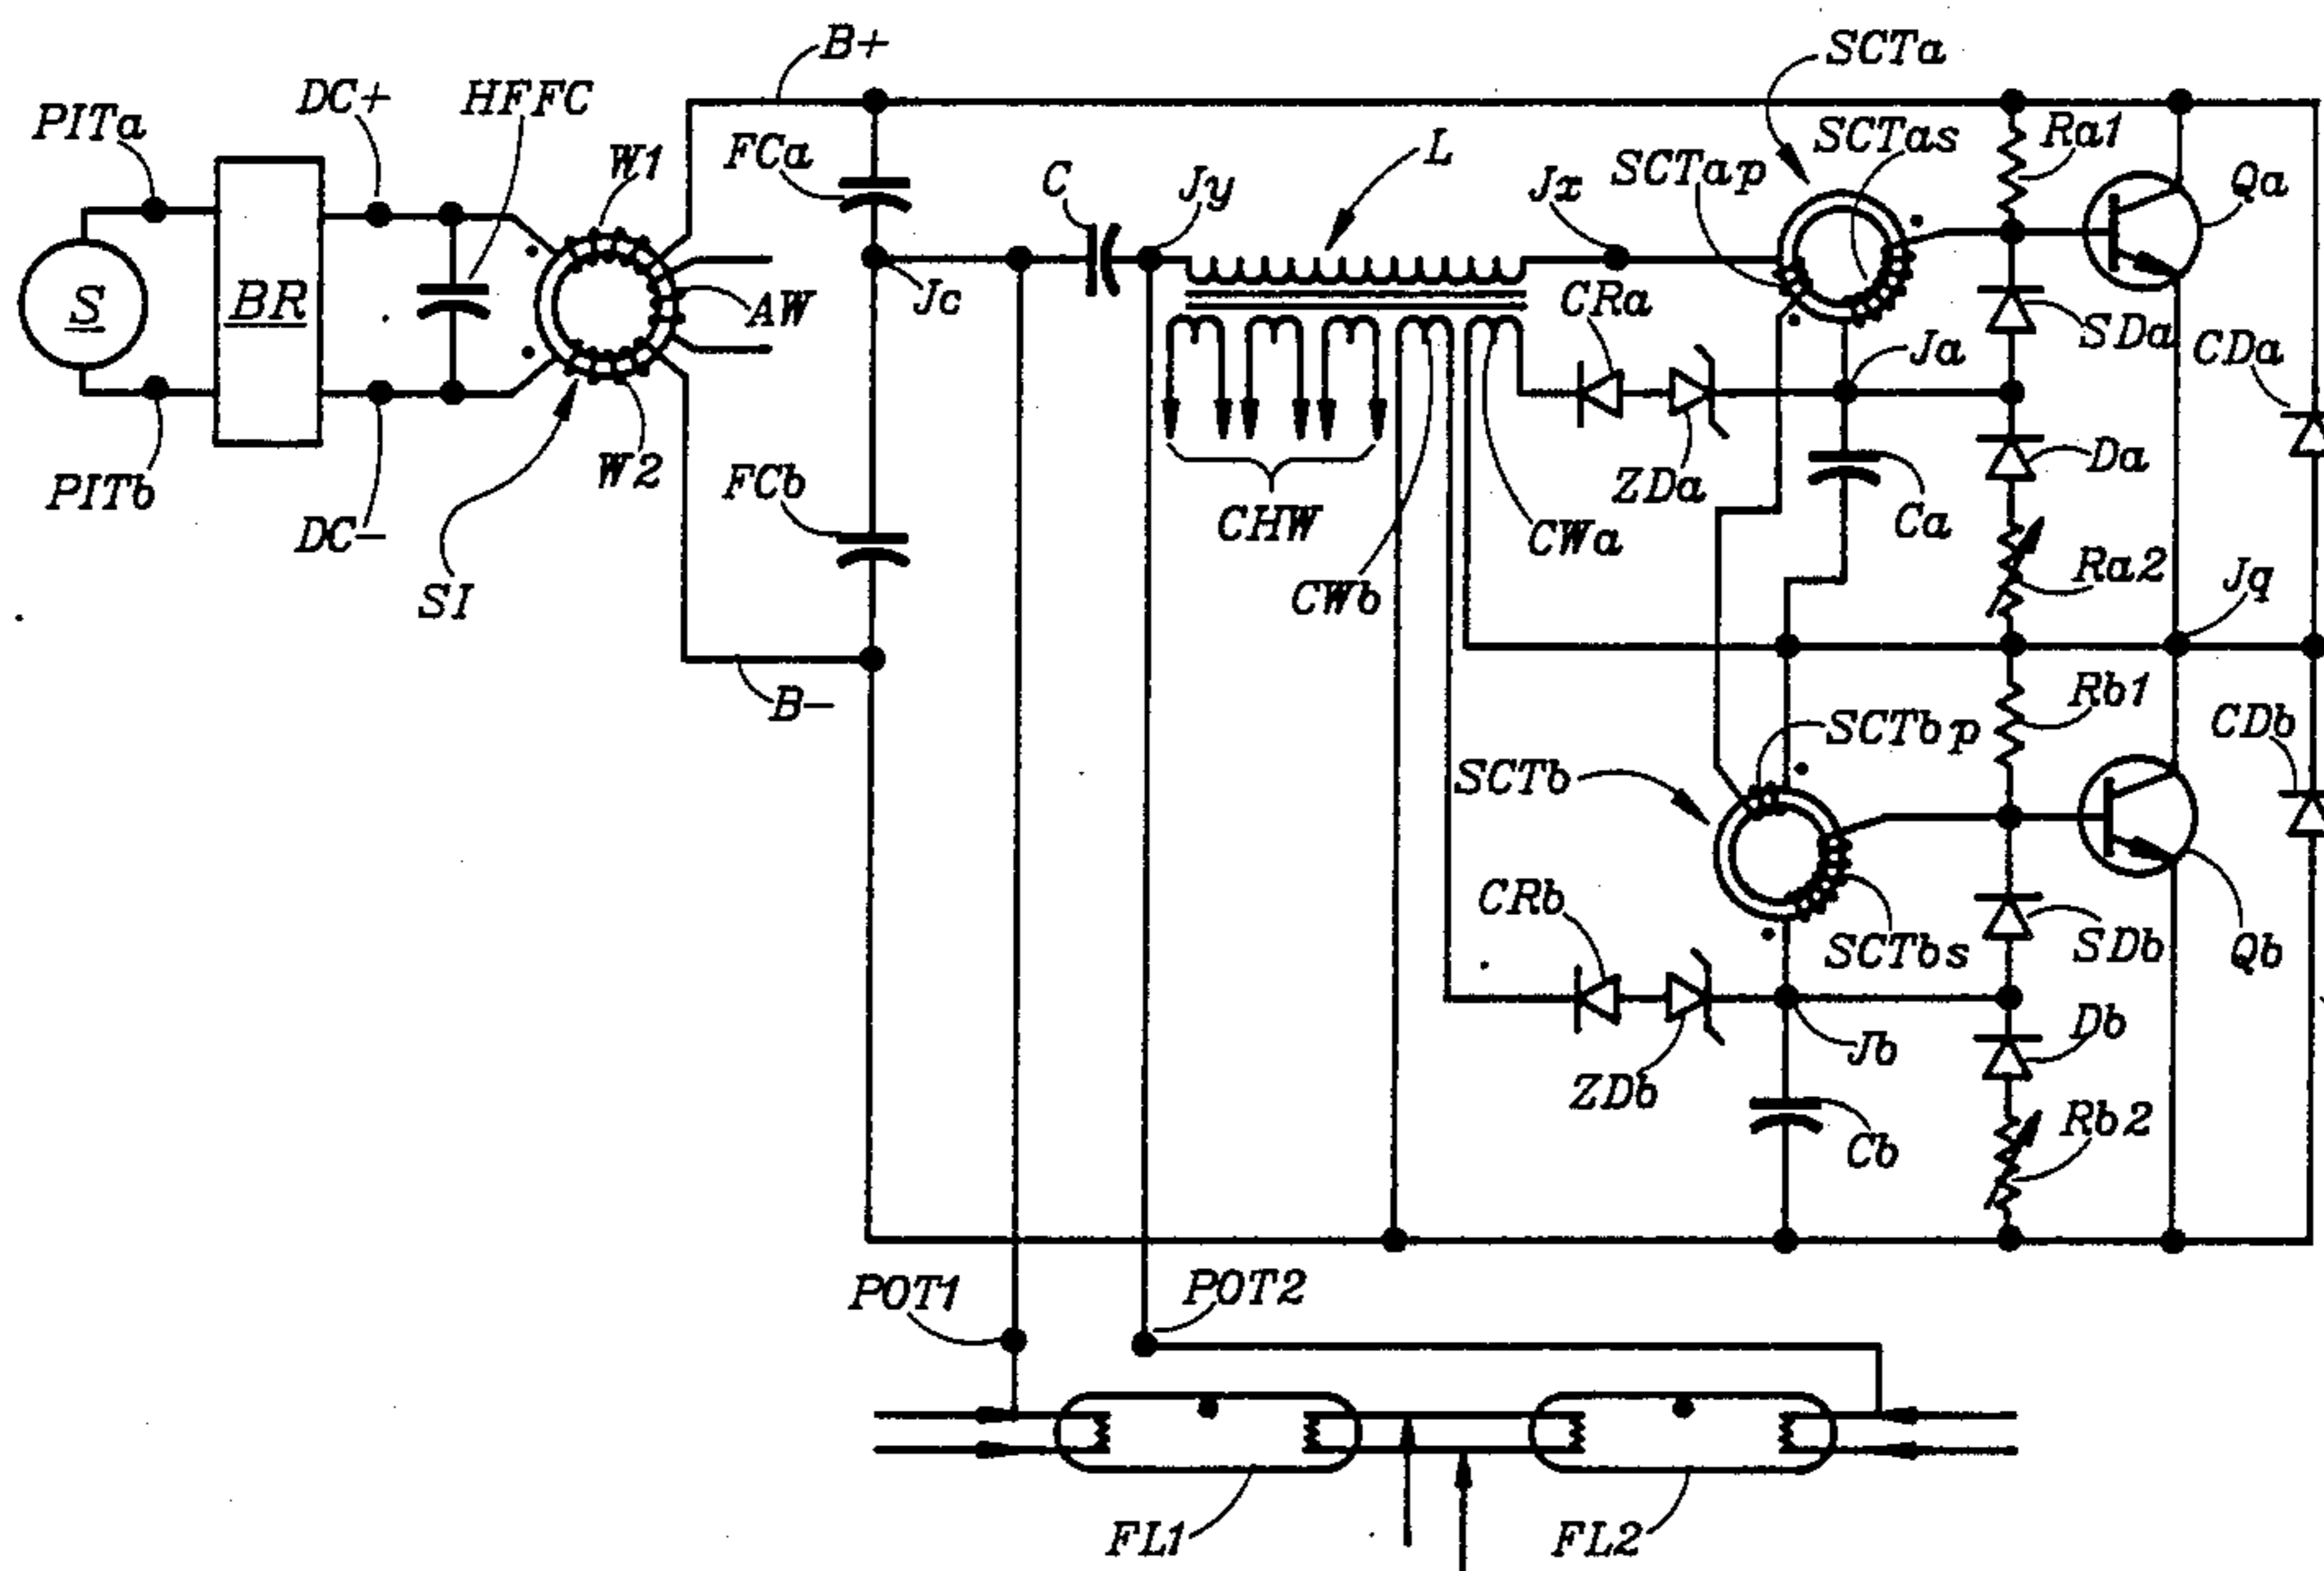 B+
SCTa
PITa
DC+
HFFC
W1
FCa
C
Jy
L
Jx
SCTap
SCTas
Ra1
Qa
S
BR
AW
Jc
CRa
Ja
SDa
CDa
PITb
DC-
W2
SI
FCb
CHW
CWb
CWa
ZDa
Ca
Da
Ra2
Jq
B-
Rb1
SCTbp
SCTb
CDb
CRb
SCTbs
SDb
Qb
ZDb
Jb
Db
Cb
Rb2
POT1
POT2
FL1
FL2